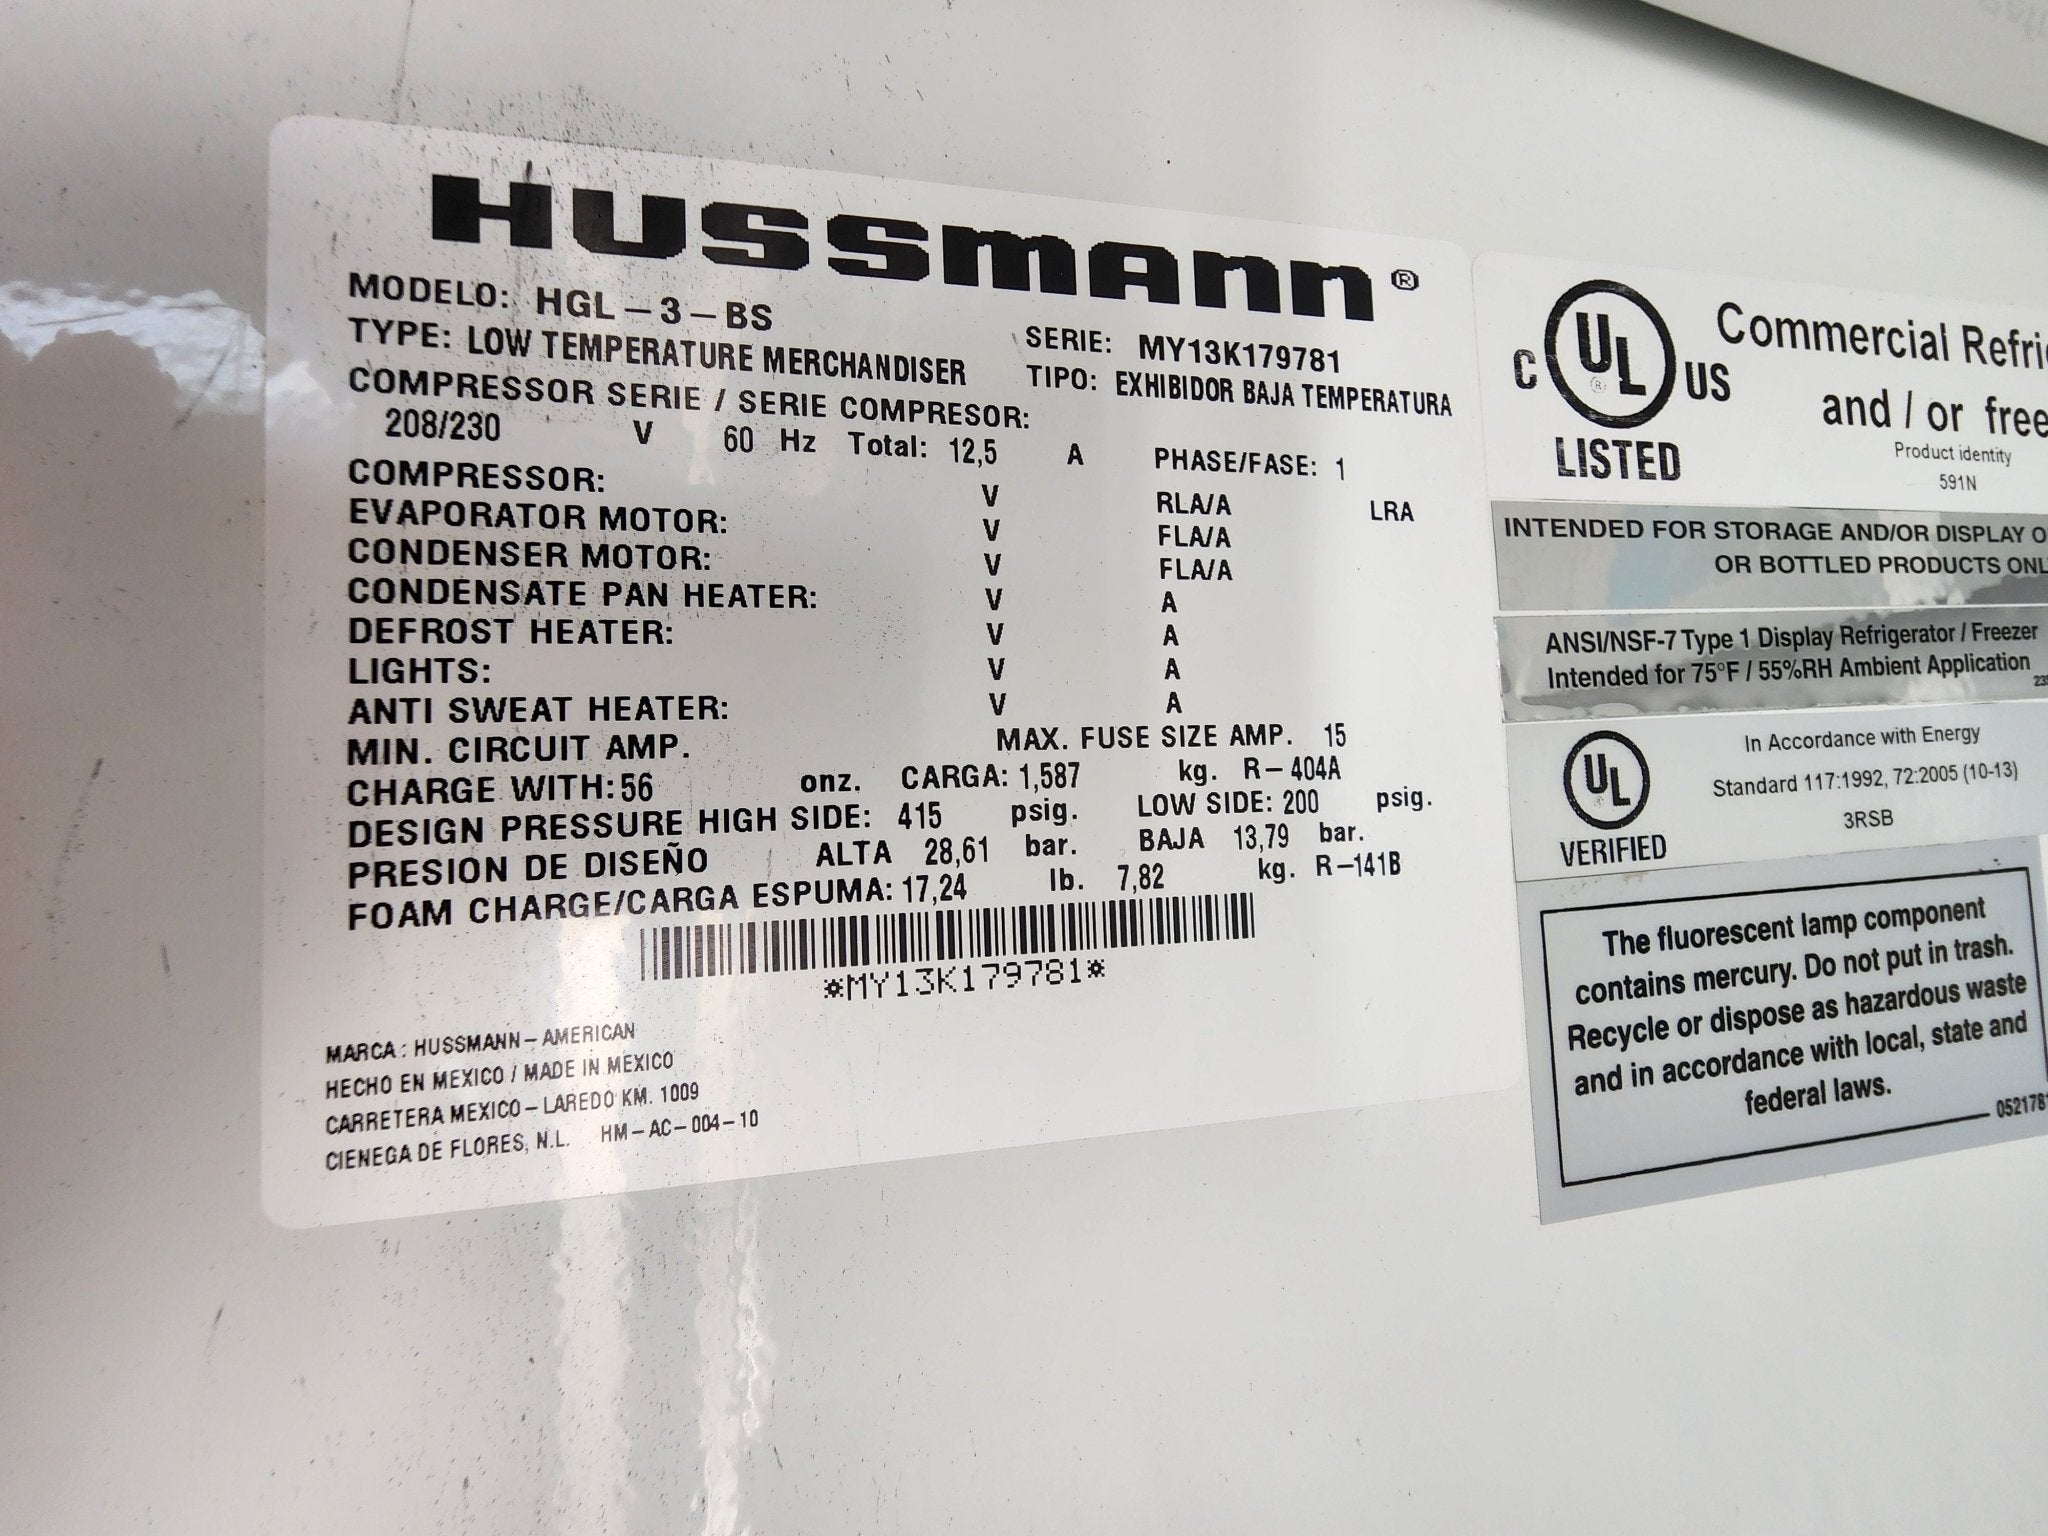 HUSSMANN®
MODELO: HGL-3-BS
SERIE: MY13K179781
TYPE: LOW TEMPERATURE MERCHANDISER
TIPO: EXHIBIDOR BAJA TEMPERATURA
COMPRESSOR SERIE / SERIE COMPRESOR:
208/230 V 60 Hz Total: 12,5 A PHASE/FASE: 1
COMPRESSOR: V RLA/A LRA
EVAPORATOR MOTOR: V FLA/A
CONDENSER MOTOR: V FLA/A
CONDENSATE PAN HEATER: V A
DEFROST HEATER: V A
LIGHTS: V A
ANTI SWEAT HEATER: V A
MIN. CIRCUIT AMP. MAX. FUSE SIZE AMP. 15
CHARGE WITH: 56 onz. CARGA: 1,587 kg. R-404A
DESIGN PRESSURE HIGH SIDE: 415 psig. LOW SIDE: 200 psig.
PRESION DE DISEÑO ALTA 28,61 bar. BAJA 13,79 bar.
FOAM CHARGE/CARGA ESPUMA: 17,24 lb. 7,82 kg. R-141B
*MY13K179781*
MARCA: HUSSMANN-AMERICAN
HECHO EN MEXICO / MADE IN MEXICO
CARRETERA MEXICO-LAREDO KM. 1009
CIENEGA DE FLORES, N.L. HM-AC-004-10
C UL® US
LISTED
Commercial Refri
and / or free
Product identity
591N
INTENDED FOR STORAGE AND/OR DISPLAY O
OR BOTTLED PRODUCTS ONL
ANSI/NSF-7 Type 1 Display Refrigerator / Freezer
Intended for 75°F / 55%RH Ambient Application
UL®
VERIFIED
In Accordance with Energy
Standard 117:1992, 72:2005 (10-13)
3RSB
The fluorescent lamp component
contains mercury. Do not put in trash.
Recycle or dispose as hazardous waste
and in accordance with local, state and
federal laws.
052178